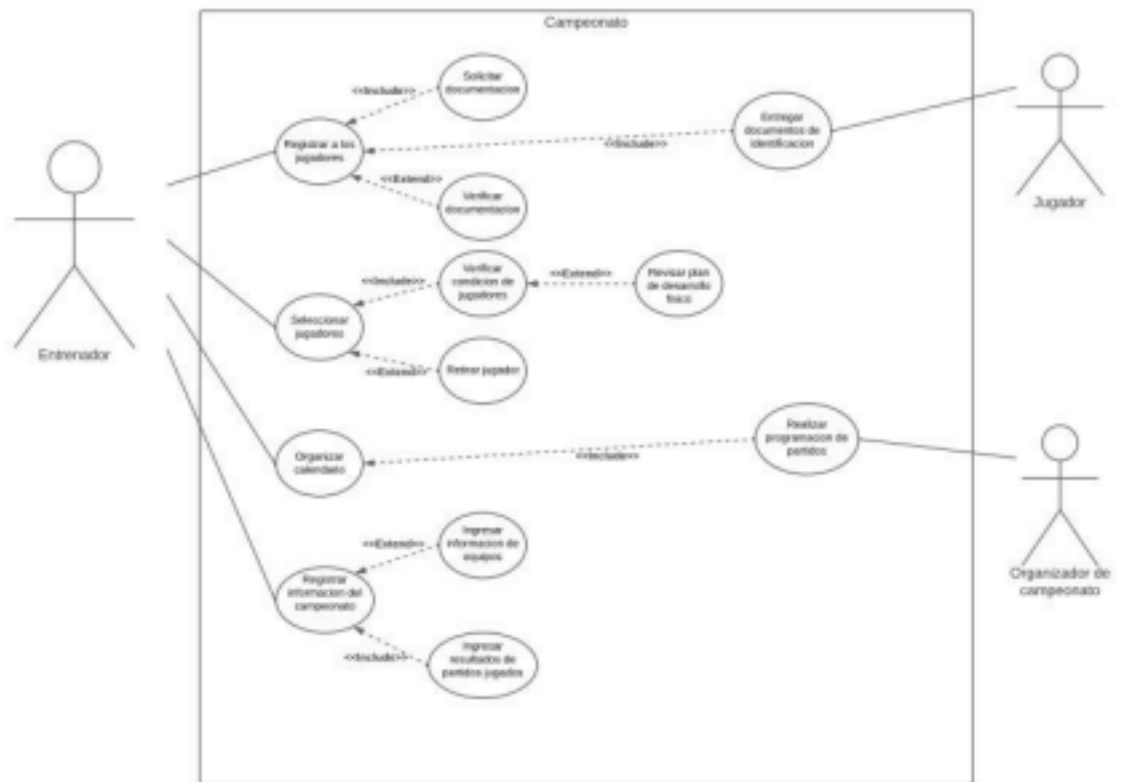 Campeonato
Solicitar
documentacion
<<Include>>
Registrar a los
jugadores
Entregar
documentos de
identificacion
<<Include>>
<<Extend>>
Verificar
documentacion
Jugador
Verificar
condicion de
jugadores
<<Include>>
<<Extend>>
Revisar plan
de desarrollo
fisico
Seleccionar
jugadores
Entrenador
<<Extend>>
Retirar jugador
Realizar
programacion de
partidos
Organizar
calendario
<<Include>>
Ingresar
informacion de
equipos
<<Extend>>
Registrar
informacion del
campeonato
Organizador de
campeonato
<<Include>>
Ingresar
resultados de
partidos jugados